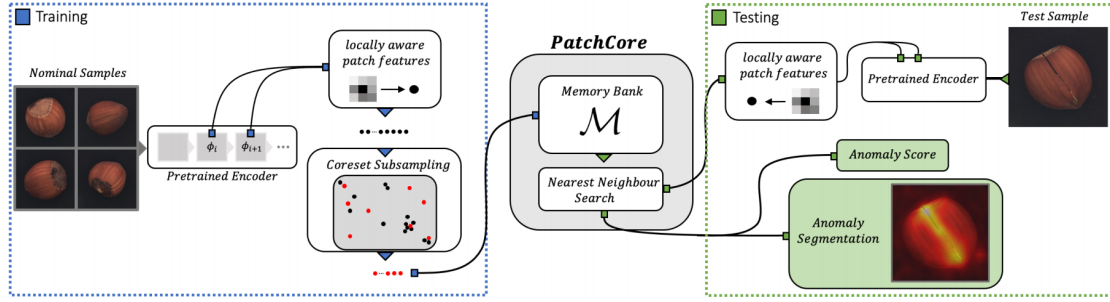 Training
Nominal Samples
ϕi
ϕi+1
Pretrained Encoder
locally aware
patch features
Coreset Subsampling
PatchCore
Memory Bank
M
Nearest Neighbour
Search
Testing
locally aware
patch features
Pretrained Encoder
Test Sample
Anomaly Score
Anomaly
Segmentation